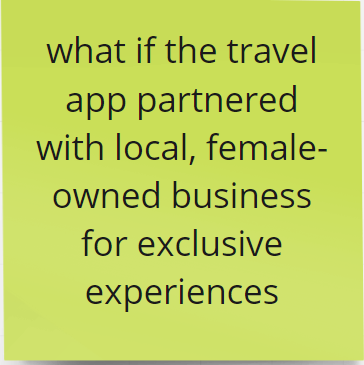 what if the travel
app partnered
with local, female-
owned business
for exclusive
experiences